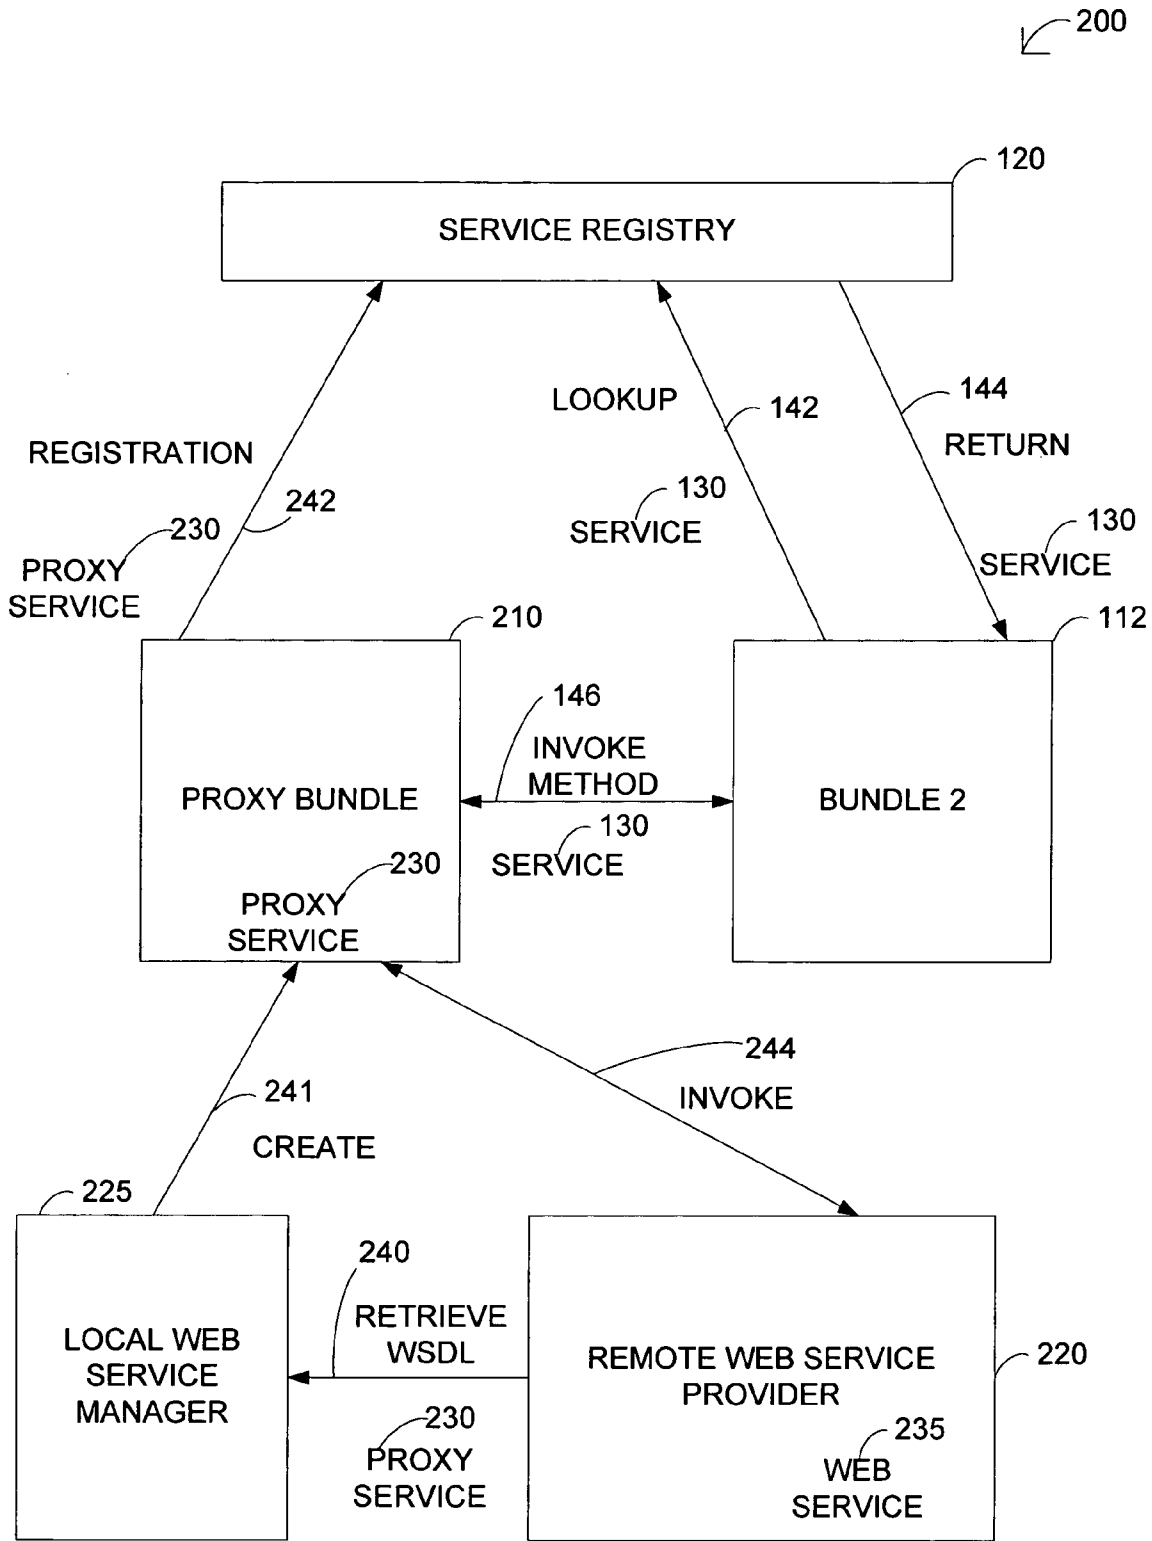 200
120
SERVICE REGISTRY
LOOKUP
142
144
RETURN
REGISTRATION
242
130
SERVICE
130
SERVICE
230
PROXY
SERVICE
210
112
146
INVOKE
METHOD
PROXY BUNDLE
BUNDLE 2
130
SERVICE
230
PROXY
SERVICE
244
INVOKE
241
CREATE
225
240
RETRIEVE
WSDL
LOCAL WEB
SERVICE
MANAGER
REMOTE WEB SERVICE
PROVIDER
220
230
PROXY
SERVICE
235
WEB
SERVICE